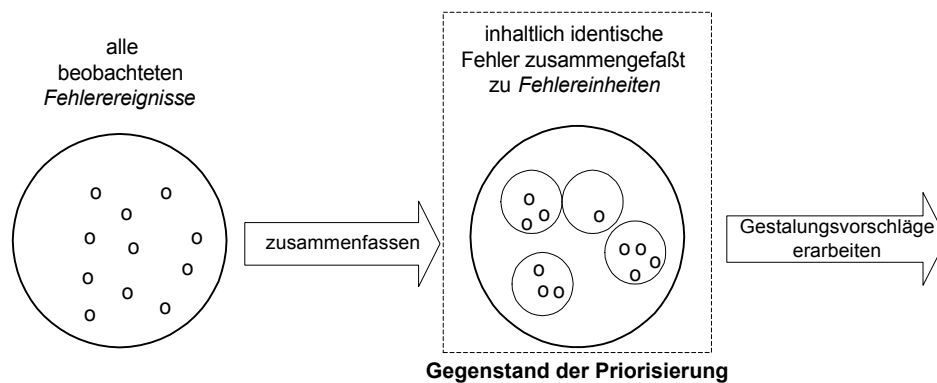 alle
beobachteten
Fehlerereignisse
inhaltlich identische
Fehler zusammengefaßt
zu Fehlereinheiten
zusammenfassen
Gestalungsvorschläge
erarbeiten
Gegenstand der Priorisierung